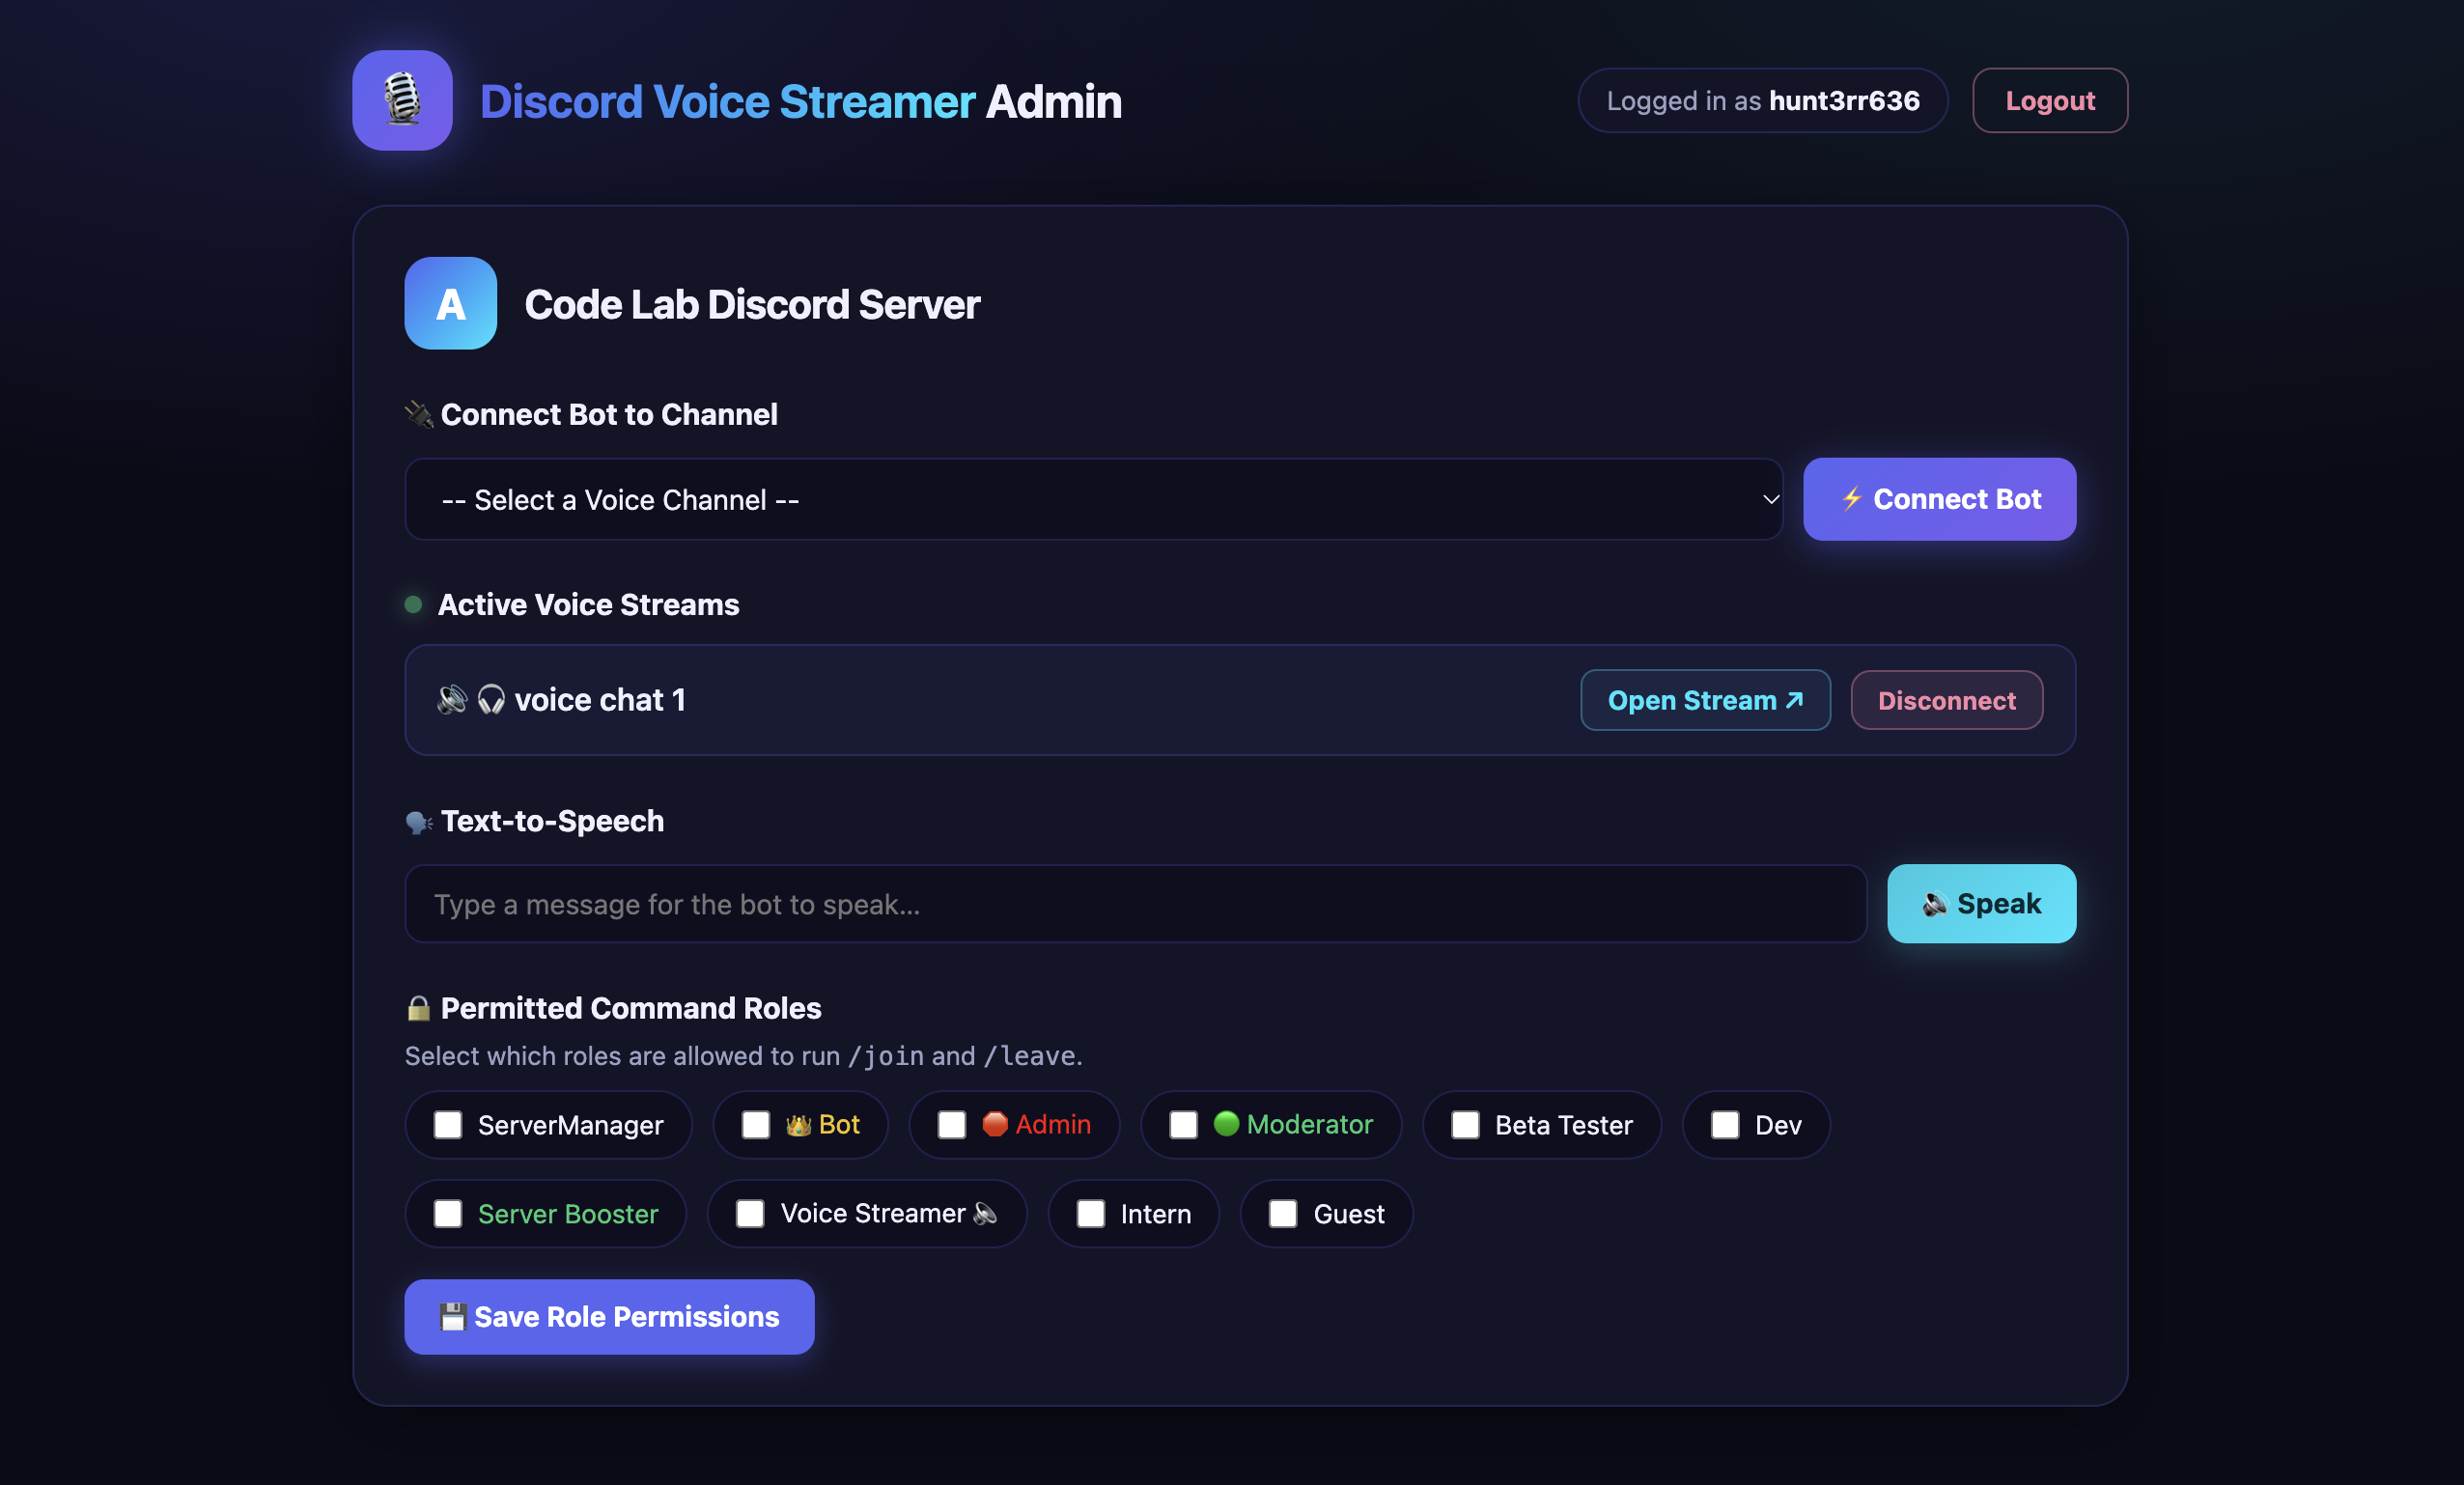 Discord Voice Streamer Admin
Logged in as hunt3rr636
Logout
A
Code Lab Discord Server
🔌 Connect Bot to Channel
-- Select a Voice Channel --
⚡ Connect Bot
Active Voice Streams
🔊 🎧 voice chat 1
Open Stream ↗
Disconnect
🗣️ Text-to-Speech
Type a message for the bot to speak...
🔊 Speak
🔒 Permitted Command Roles
Select which roles are allowed to run /join and /leave.
ServerManager
👑 Bot
🛑 Admin
🟢 Moderator
Beta Tester
Dev
Server Booster
Voice Streamer 🔈
Intern
Guest
💾 Save Role Permissions